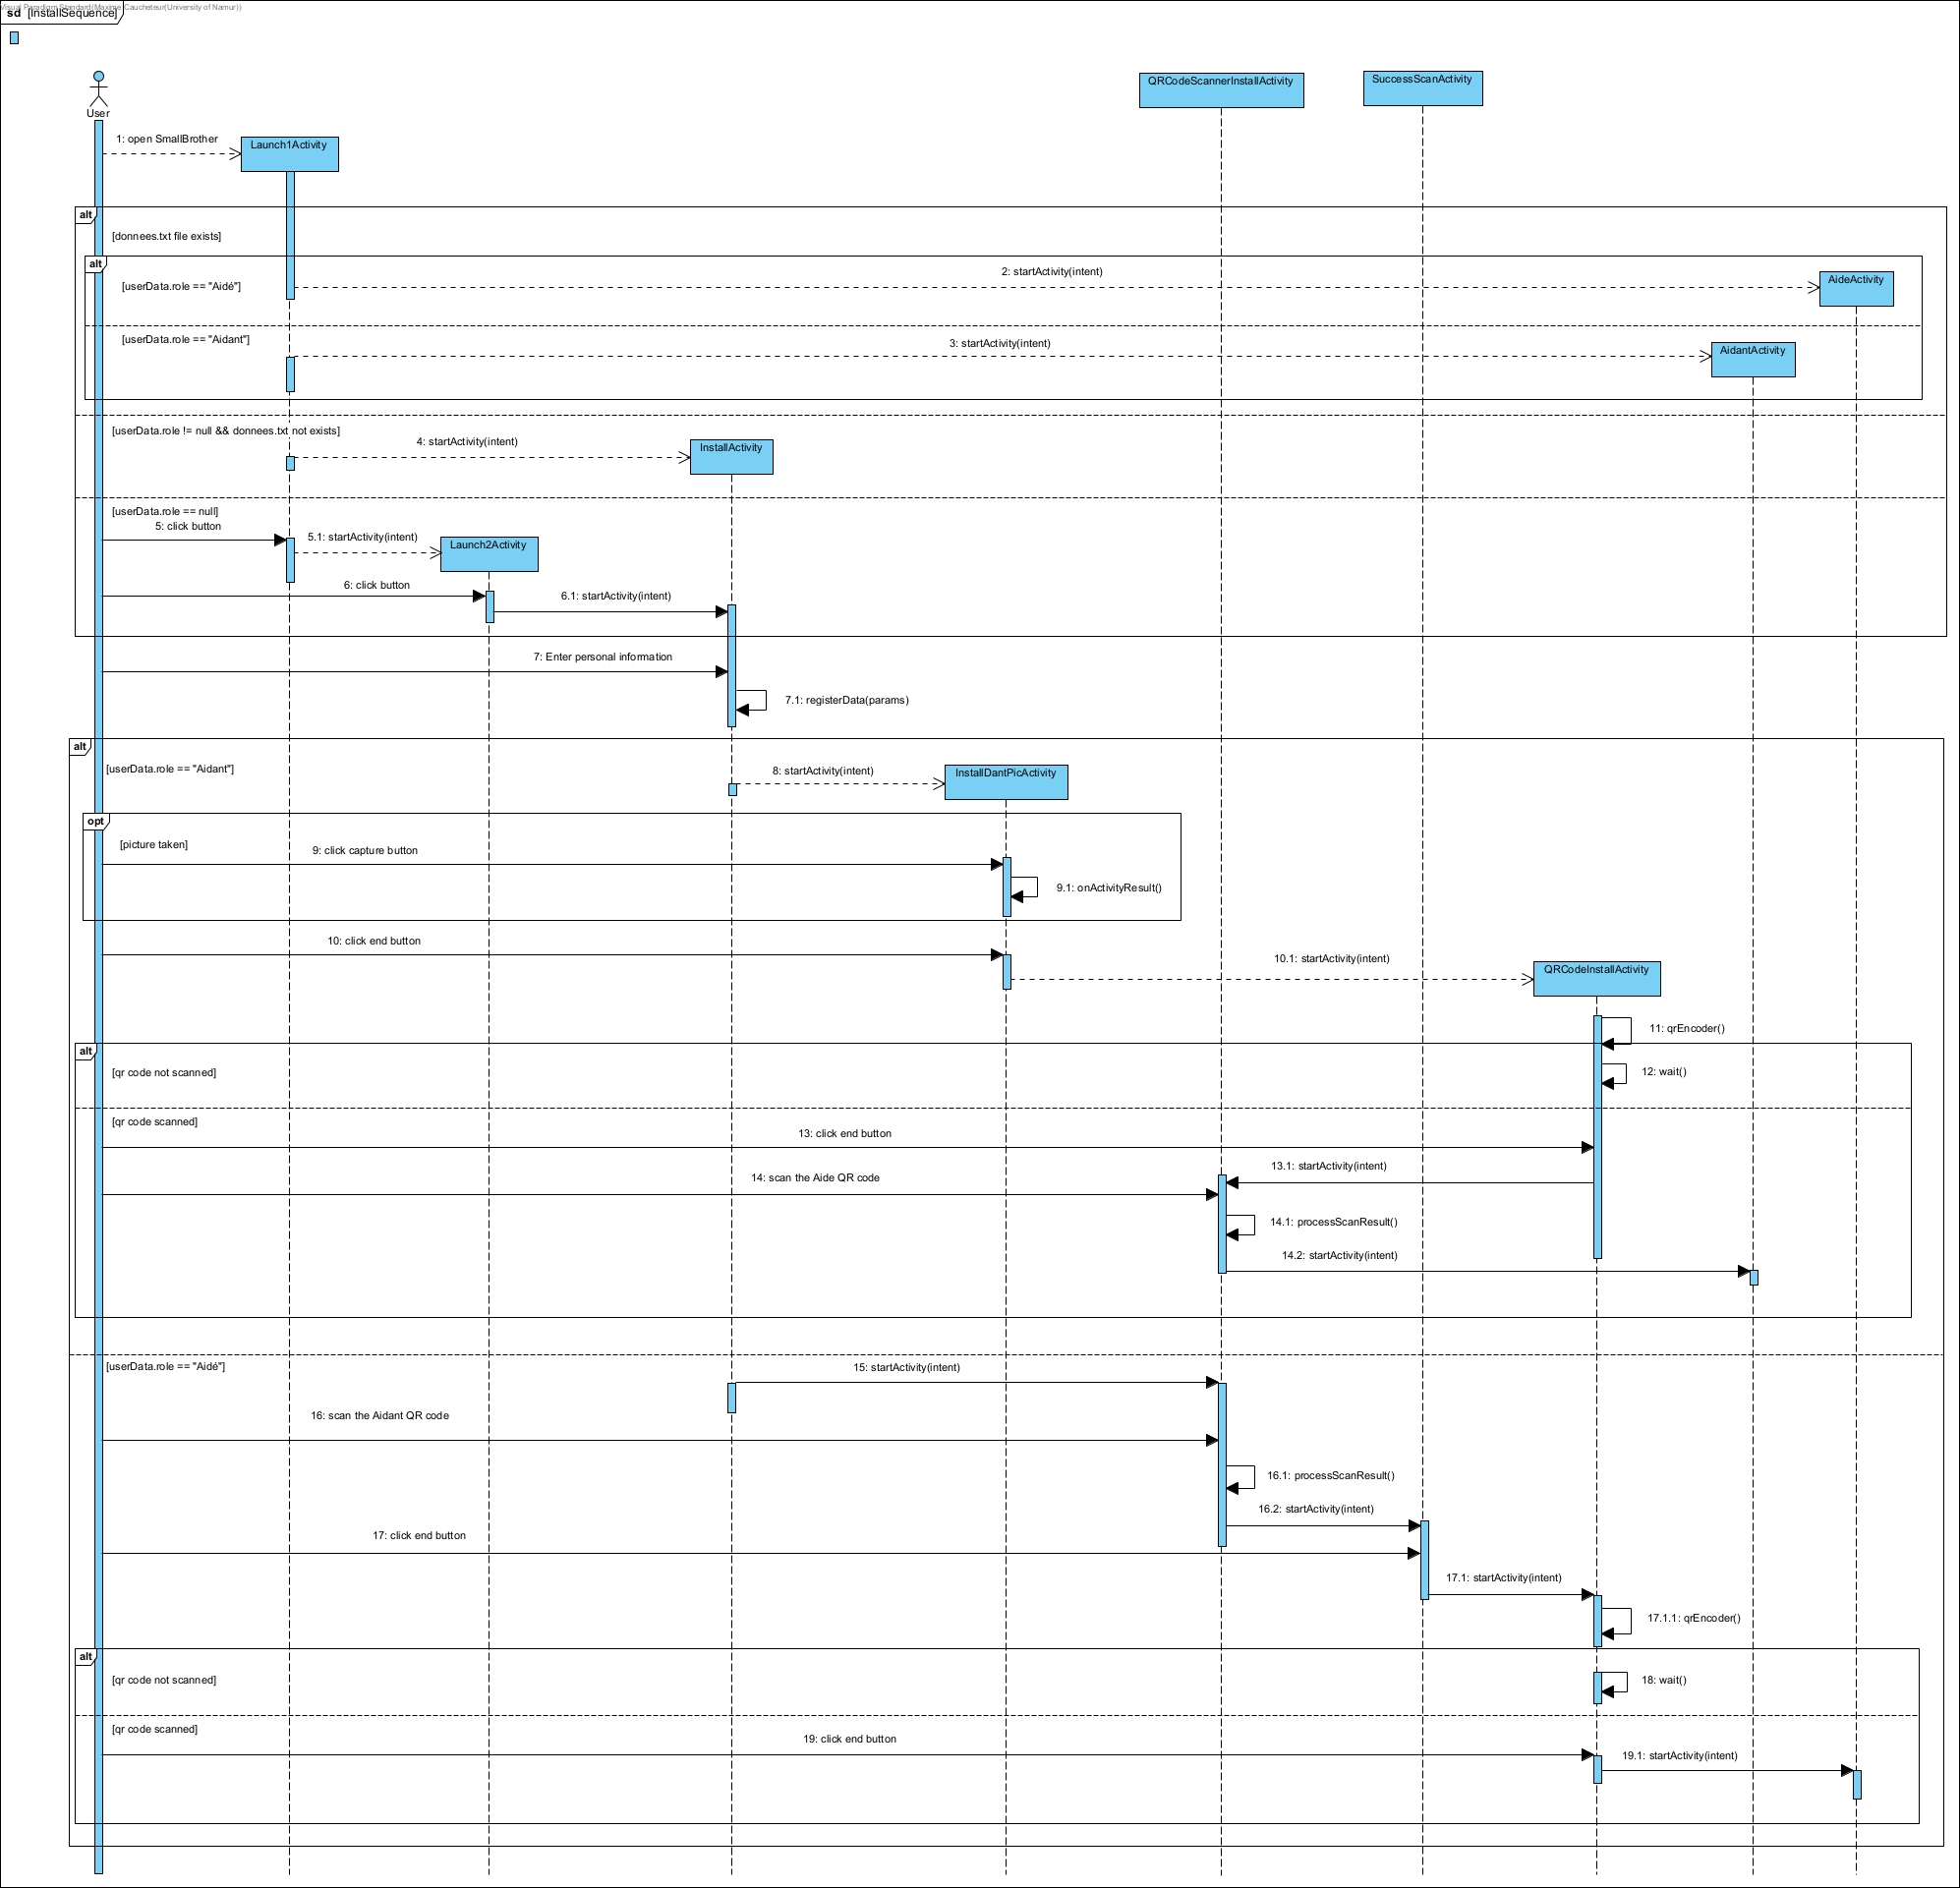 Visual Paradigm Standard(Maxime Caucheteur(University of Namur))
sd [InstallSequence]
User
QRCodeScannerInstallActivity
SuccessScanActivity
1: open SmallBrother
Launch1Activity
alt
[donnees.txt file exists]
alt
[userData.role == "Aidé"]
2: startActivity(intent)
AideActivity
[userData.role == "Aidant"]
3: startActivity(intent)
AidantActivity
[userData.role != null && donnees.txt not exists]
4: startActivity(intent)
InstallActivity
[userData.role == null]
5: click button
5.1: startActivity(intent)
Launch2Activity
6: click button
6.1: startActivity(intent)
7: Enter personal information
7.1: registerData(params)
alt
[userData.role == "Aidant"]
8: startActivity(intent)
InstallDantPicActivity
opt
[picture taken]
9: click capture button
9.1: onActivityResult()
10: click end button
10.1: startActivity(intent)
QRCodeInstallActivity
11: qrEncoder()
alt
[qr code not scanned]
12: wait()
[qr code scanned]
13: click end button
13.1: startActivity(intent)
14: scan the Aide QR code
14.1: processScanResult()
14.2: startActivity(intent)
[userData.role == "Aidé"]
15: startActivity(intent)
16: scan the Aidant QR code
16.1: processScanResult()
16.2: startActivity(intent)
17: click end button
17.1: startActivity(intent)
17.1.1: qrEncoder()
alt
[qr code not scanned]
18: wait()
[qr code scanned]
19: click end button
19.1: startActivity(intent)